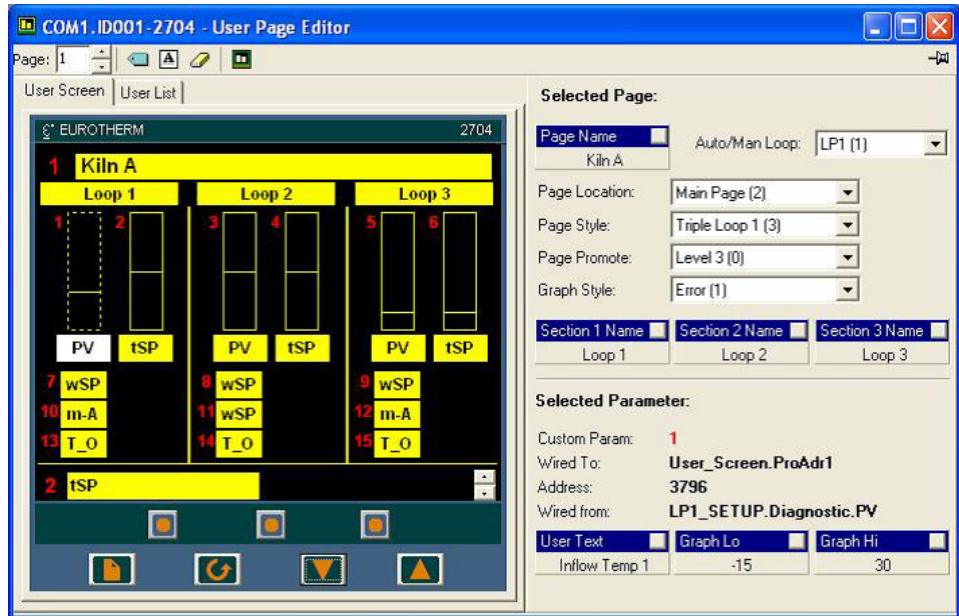 COM1.ID001-2704 - User Page Editor
Page: 1 A
User Screen User List
EUROTHERM 2704
1 Kiln A
Loop 1 Loop 2 Loop 3
1 2 3 4 5 6
PV tSP PV tSP PV tSP
7 wSP 8 wSP 9 wSP
10 m-A 11 wSP 12 m-A
13 T_O 14 T_O 15 T_O
2 tSP
Selected Page:
Page Name
Kiln A
Auto/Man Loop: LP1 (1)
Page Location: Main Page (2)
Page Style: Triple Loop 1 (3)
Page Promote: Level 3 (0)
Graph Style: Error (1)
Section 1 Name Section 2 Name Section 3 Name
Loop 1 Loop 2 Loop 3
Selected Parameter:
Custom Param: 1
Wired To: User_Screen.ProAdr1
Address: 3796
Wired from: LP1_SETUP.Diagnostic.PV
User Text Graph Lo Graph Hi
Inflow Temp 1 -15 30